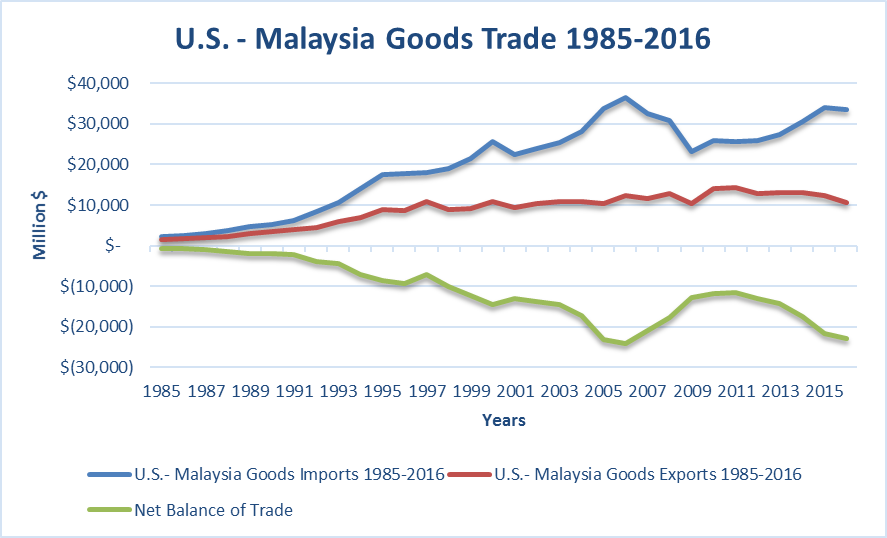 U.S. - Malaysia Goods Trade 1985-2016
$40,000
$30,000
$20,000
$10,000
$-
$(10,000)
$(20,000)
$(30,000)
Million $
1985 1987 1989 1991 1993 1995 1997 1999 2001 2003 2005 2007 2009 2011 2013 2015
Years
U.S.- Malaysia Goods Imports 1985-2016 U.S.- Malaysia Goods Exports 1985-2016
Net Balance of Trade